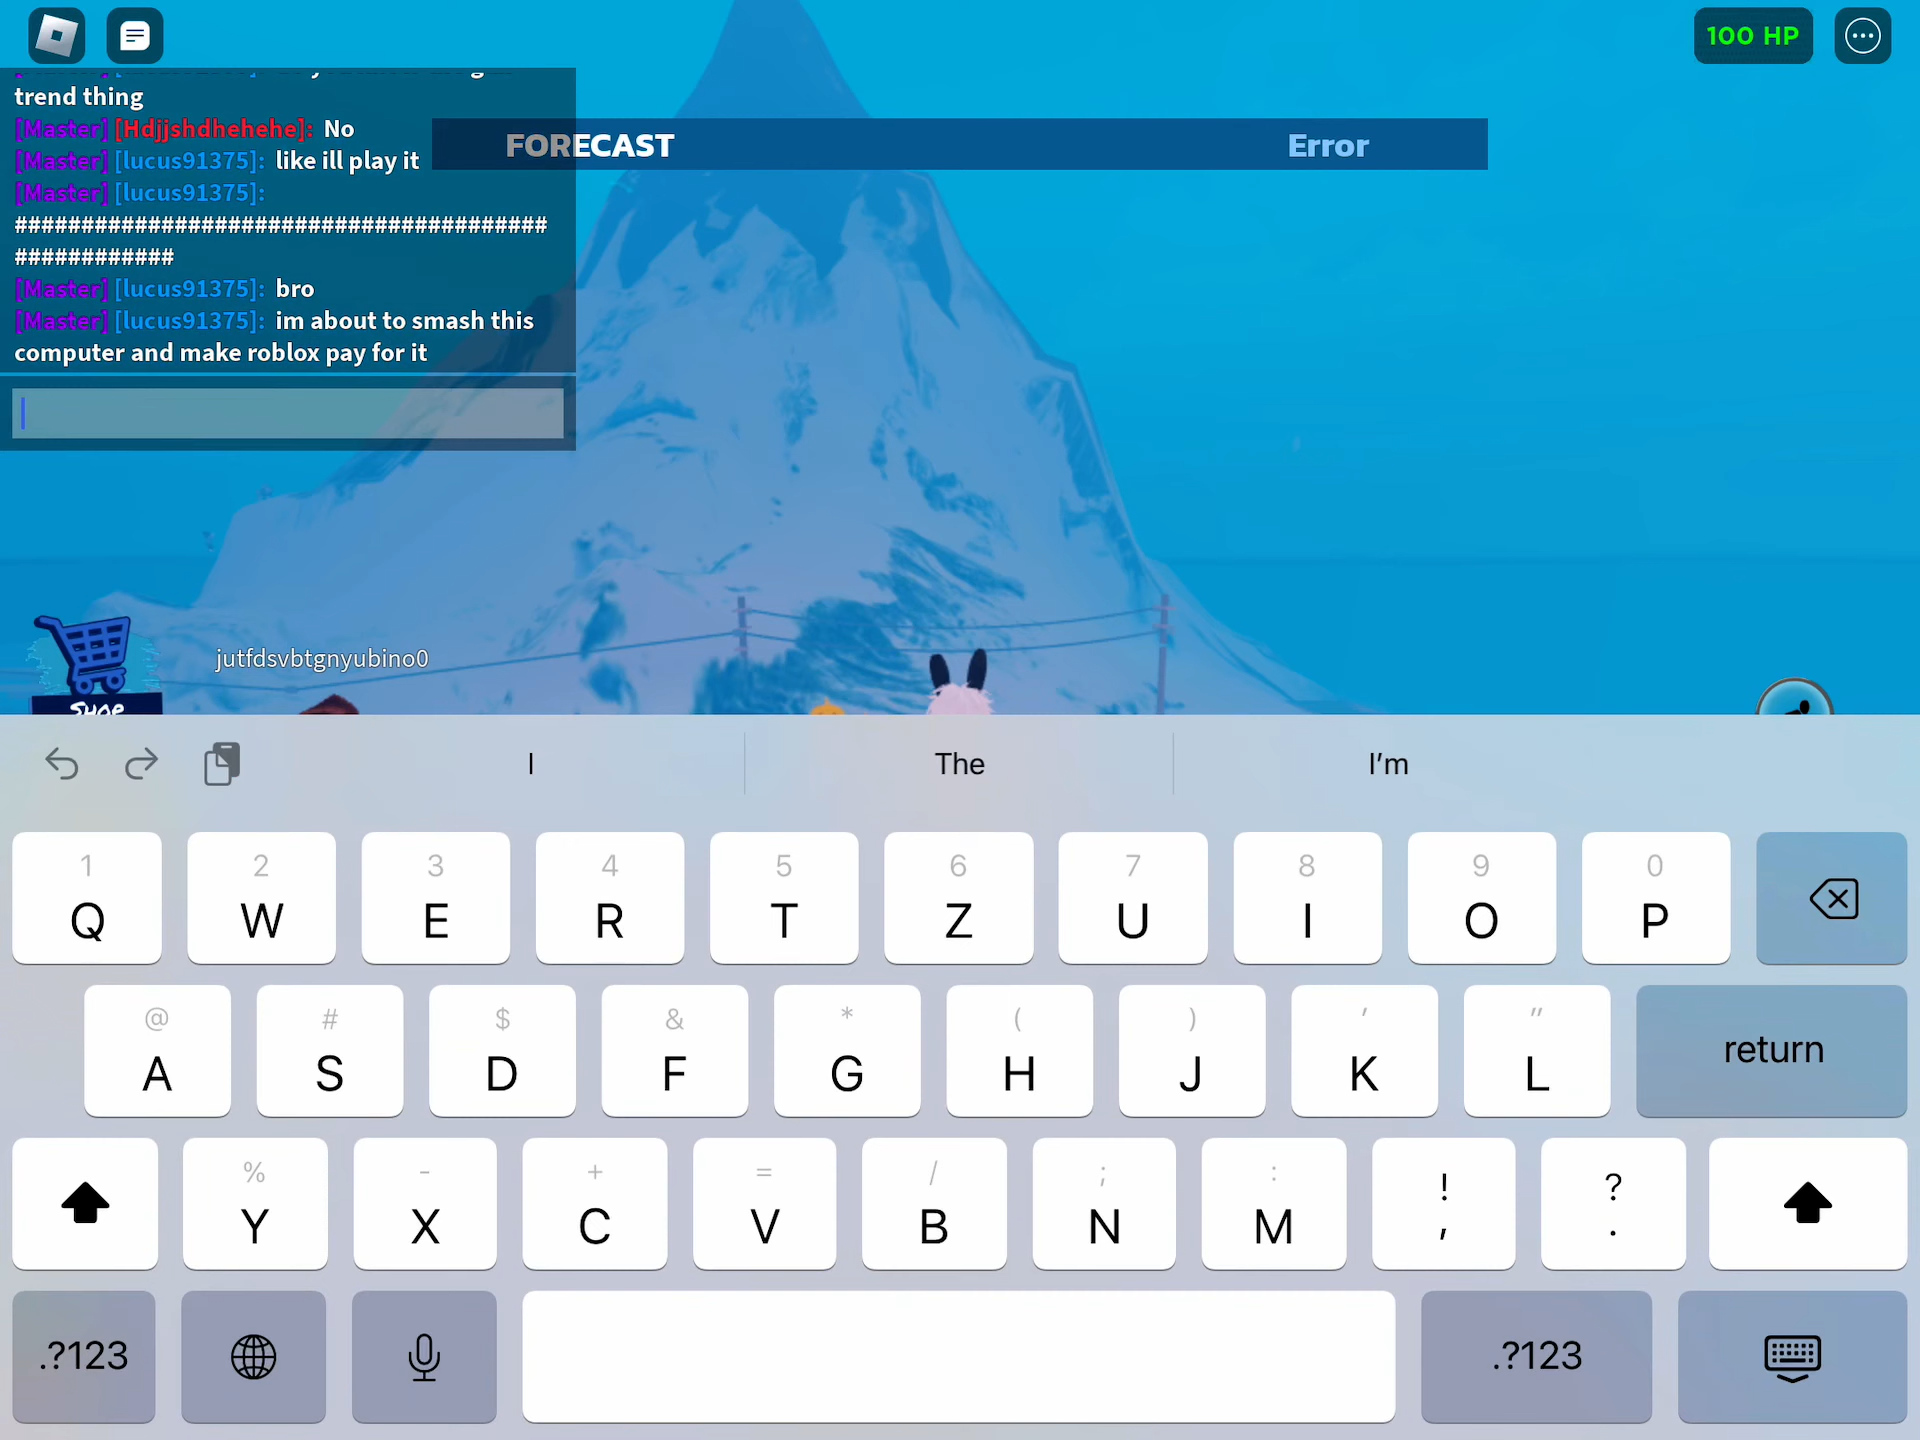 100 HP
trend thing
[Master] [Hdjjshdhehehe]: No
[Master] [lucus91375]: like ill play it
[Master] [lucus91375]:
########################################
############
[Master] [lucus91375]: bro
[Master] [lucus91375]: im about to smash this
computer and make roblox pay for it
FORECAST Error
jutfdsvbtgnyubino0
SHOP
I The I'm
1 2 3 4 5 6 7 8 9 0
Q W E R T Z U I O P
@ # $ & * ( ) ' "
A S D F G H J K L return
% - + = / ; : ! ?
Y X C V B N M , .
.?123 .?123